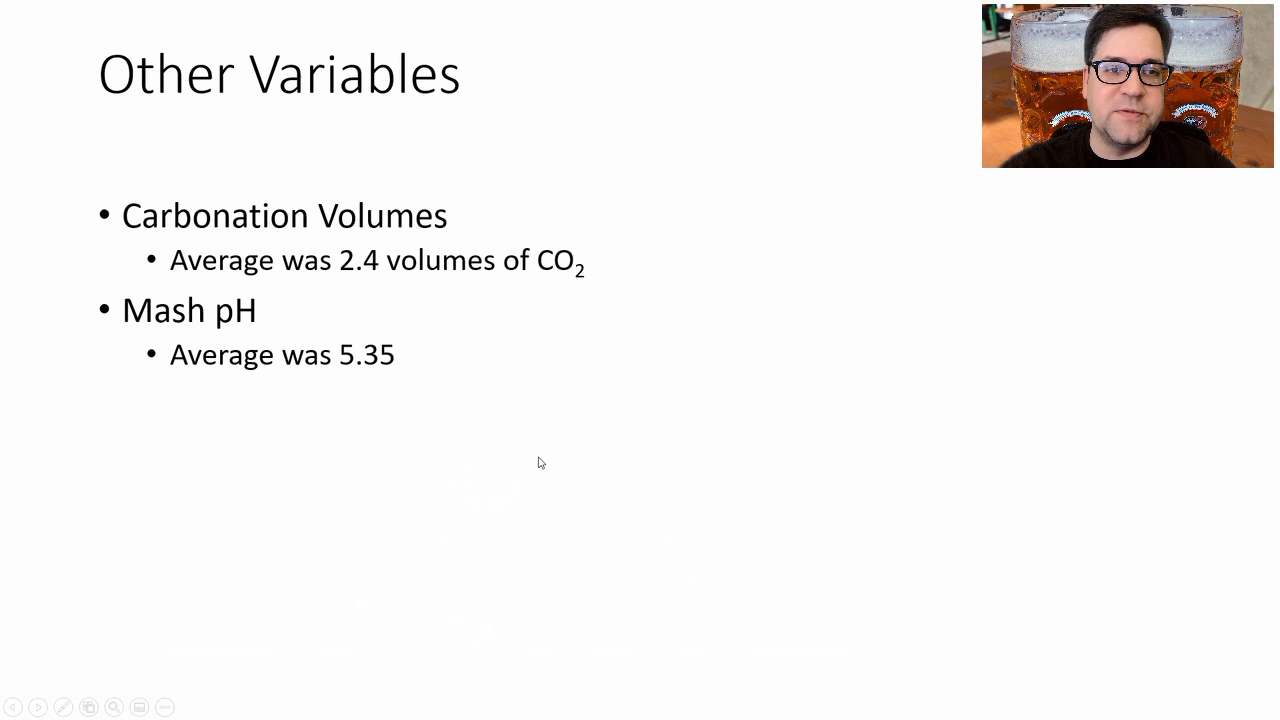 Other Variables
• Carbonation Volumes
• Average was 2.4 volumes of CO₂
• Mash pH
• Average was 5.35